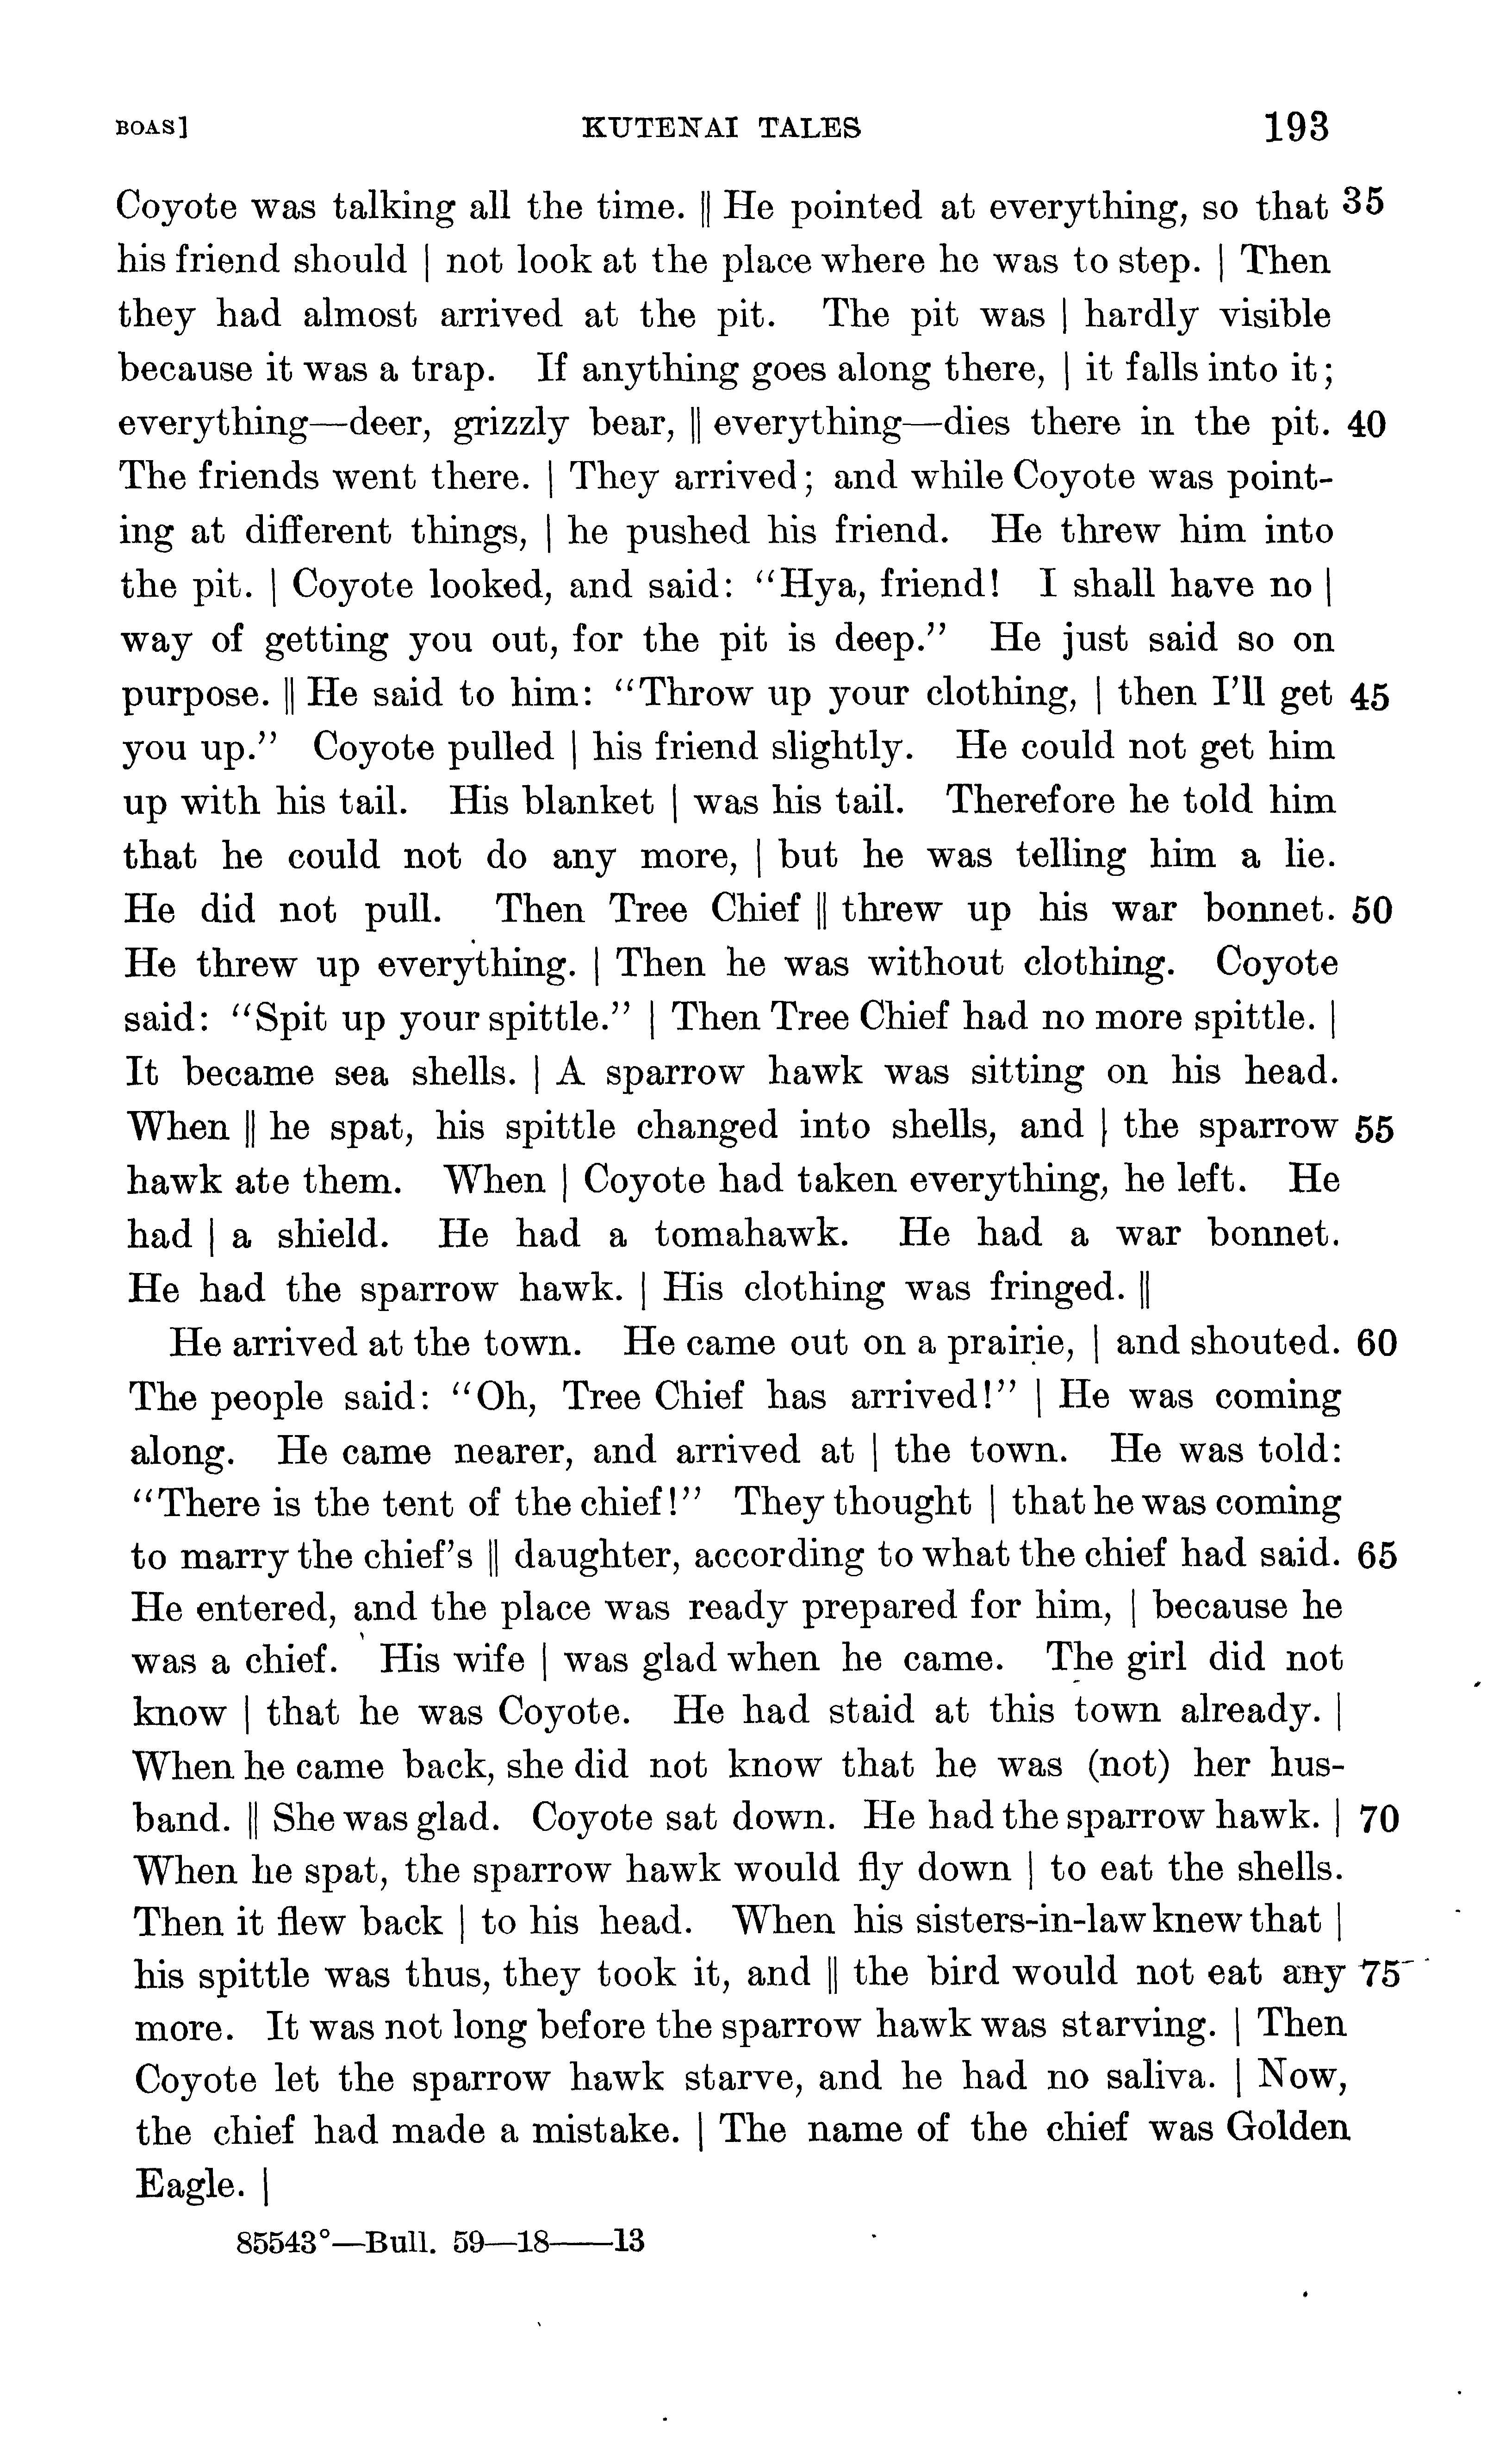 BOAS] KUTENAI TALES 193
Coyote was talking all the time. || He pointed at everything, so that 35
his friend should | not look at the place where he was to step. | Then
they had almost arrived at the pit. The pit was | hardly visible
because it was a trap. If anything goes along there, | it falls into it;
everything—deer, grizzly bear, || everything—dies there in the pit. 40
The friends went there. | They arrived; and while Coyote was point-
ing at different things, | he pushed his friend. He threw him into
the pit. | Coyote looked, and said: “Hya, friend! I shall have no |
way of getting you out, for the pit is deep.” He just said so on
purpose. || He said to him: “Throw up your clothing, | then I’ll get 45
you up.” Coyote pulled | his friend slightly. He could not get him
up with his tail. His blanket | was his tail. Therefore he told him
that he could not do any more, | but he was telling him a lie.
He did not pull. Then Tree Chief || threw up his war bonnet. 50
He threw up everything. | Then he was without clothing. Coyote
said: “Spit up your spittle.” | Then Tree Chief had no more spittle. |
It became sea shells. | A sparrow hawk was sitting on his head.
When || he spat, his spittle changed into shells, and | the sparrow 55
hawk ate them. When | Coyote had taken everything, he left. He
had | a shield. He had a tomahawk. He had a war bonnet.
He had the sparrow hawk. | His clothing was fringed. ||
He arrived at the town. He came out on a prairie, | and shouted. 60
The people said: “Oh, Tree Chief has arrived!” | He was coming
along. He came nearer, and arrived at | the town. He was told:
“There is the tent of the chief!” They thought | that he was coming
to marry the chief’s || daughter, according to what the chief had said. 65
He entered, and the place was ready prepared for him, | because he
was a chief. His wife | was glad when he came. The girl did not
know | that he was Coyote. He had staid at this town already. |
When he came back, she did not know that he was (not) her hus-
band. || She was glad. Coyote sat down. He had the sparrow hawk. | 70
When he spat, the sparrow hawk would fly down | to eat the shells.
Then it flew back | to his head. When his sisters-in-law knew that |
his spittle was thus, they took it, and || the bird would not eat any 75
more. It was not long before the sparrow hawk was starving. | Then
Coyote let the sparrow hawk starve, and he had no saliva. | Now,
the chief had made a mistake. | The name of the chief was Golden
Eagle. |
85543°—Bull. 59—18——13